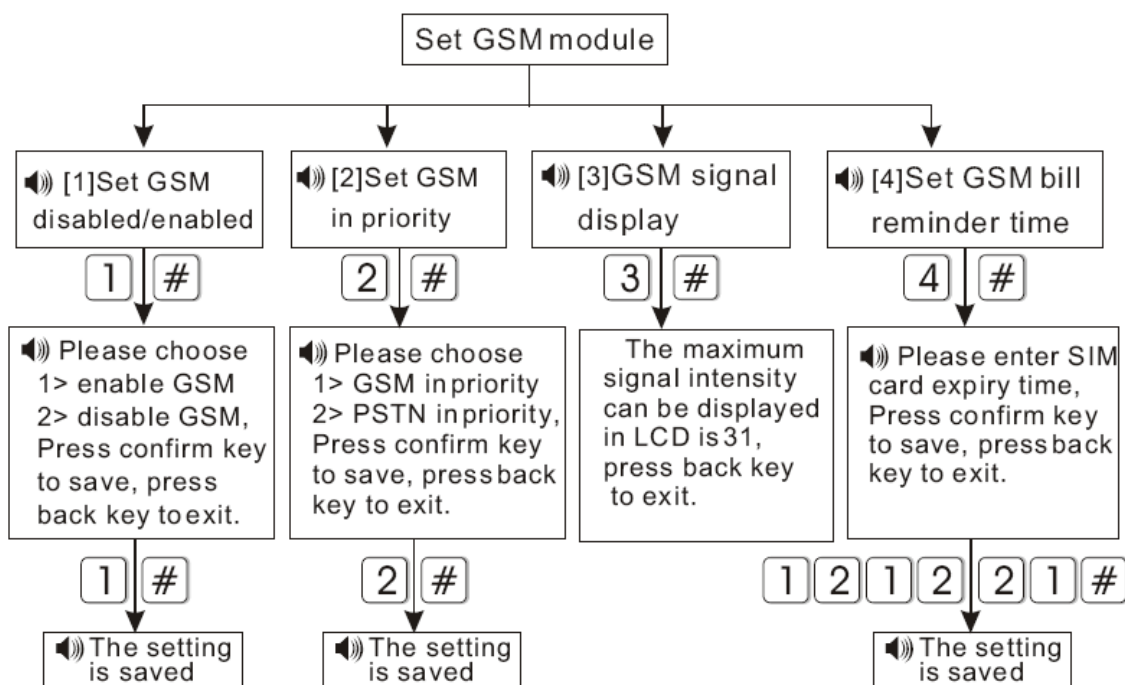 Set GSM module
[1]Set GSM
disabled/enabled
[2]Set GSM
in priority
[3]GSM signal
display
[4]Set GSM bill
reminder time
1 #
2 #
3 #
4 #
Please choose
1> enable GSM
2> disable GSM,
Press confirm key
to save, press
back key to exit.
Please choose
1> GSM in priority
2> PSTN in priority,
Press confirm key
to save, press back
key to exit.
The maximum
signal intensity
can be displayed
in LCD is 31,
press back key
to exit.
Please enter SIM
card expiry time,
Press confirm key
to save, press back
key to exit.
1 #
2 #
1 2 1 2 2 1 #
The setting
is saved
The setting
is saved
The setting
is saved